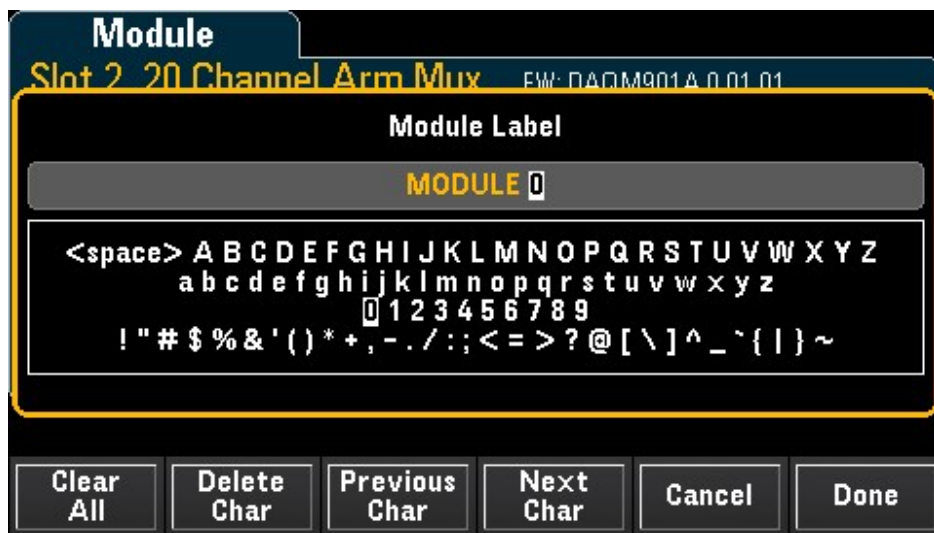 Module
Slot 2 20 Channel Arm Mux FW: DAQM901A 0.01.01
Module Label
MODULE 0
<space> A B C D E F G H I J K L M N O P Q R S T U V W X Y Z
a b c d e f g h i j k l m n o p q r s t u v w x y z
0 1 2 3 4 5 6 7 8 9
! " # $ % & ' ( ) * + , - . / : ; < = > ? @ [ \ ] ^ _ ` { | } ~
Clear All
Delete Char
Previous Char
Next Char
Cancel
Done